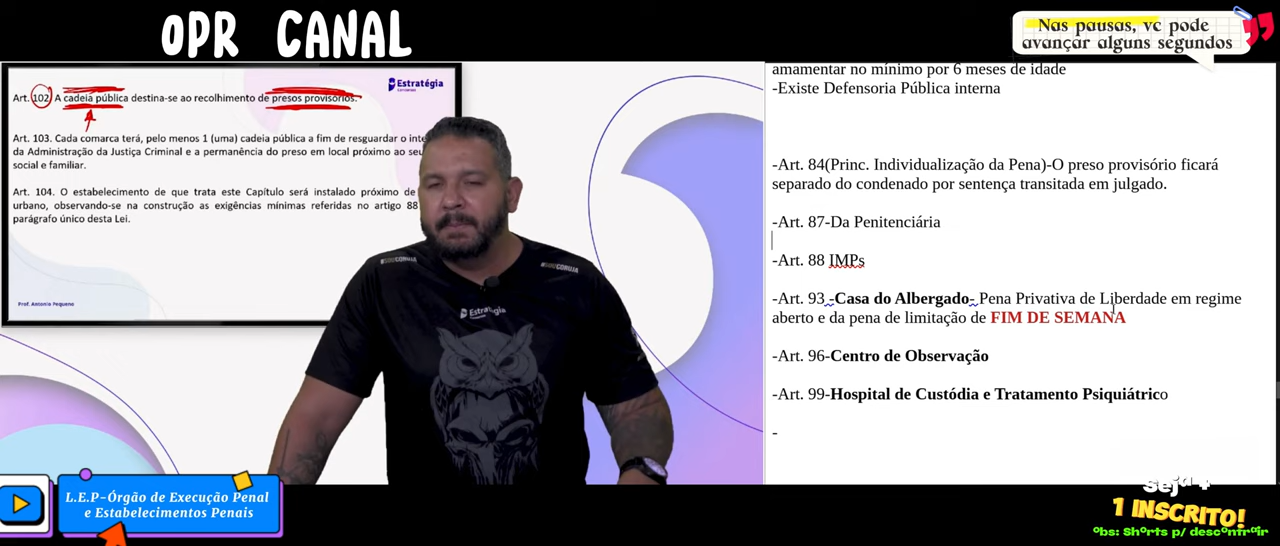 OPR CANAL
Nas pausas, vc pode
avançar alguns segundos
Estratégia
Concursos
Art. 102. A cadeia pública destina-se ao recolhimento de presos provisórios.
Art. 103. Cada comarca terá, pelo menos 1 (uma) cadeia pública a fim de resguardar o
da Administração da Justiça Criminal e a permanência do preso em local próximo ao seu
social e familiar.
Art. 104. O estabelecimento de que trata este Capítulo será instalado próximo de
urbano, observando-se na construção as exigências mínimas referidas no artigo 88
parágrafo único desta Lei.
Prof. Antonio Pequeno
Estratégia
amamentar no mínimo por 6 meses de idade
-Existe Defensoria Pública interna
-Art. 84(Princ. Individualização da Pena)-O preso provisório ficará
separado do condenado por sentença transitada em julgado.
-Art. 87-Da Penitenciária
-Art. 88 IMPs
-Art. 93 -Casa do Albergado- Pena Privativa de Liberdade em regime
aberto e da pena de limitação de FIM DE SEMANA
-Art. 96-Centro de Observação
-Art. 99-Hospital de Custódia e Tratamento Psiquiátrico
-
L.E.P-Órgão de Execução Penal
e Estabelecimentos Penais
Seja +
1 INSCRITO!
obs: Shorts p/ descontrair